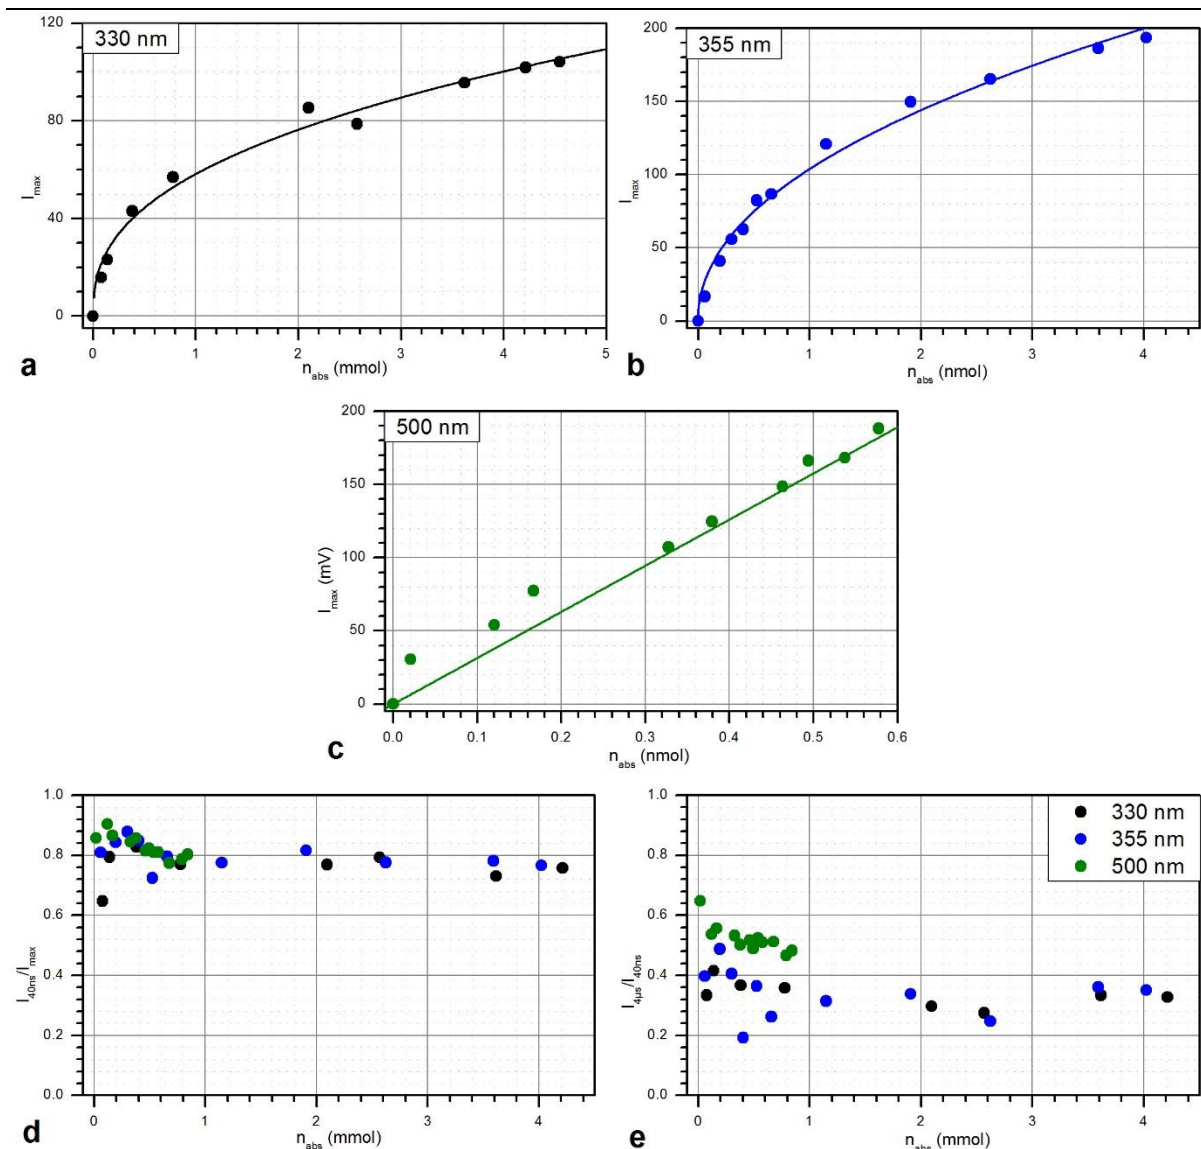 330 nm
120
80
40
0
I_max
0 1 2 3 4 5
n_abs (mmol)
a
355 nm
200
150
100
50
0
I_max
0 1 2 3 4
n_abs (nmol)
b
500 nm
200
150
100
50
0
I_max (mV)
0.0 0.1 0.2 0.3 0.4 0.5 0.6
n_abs (nmol)
c
1.0
0.8
0.6
0.4
0.2
0.0
I_40ns/I_max
0 1 2 3 4
n_abs (mmol)
d
330 nm
355 nm
500 nm
1.0
0.8
0.6
0.4
0.2
0.0
I_4µs/I_40ns
0 1 2 3 4
n_abs (mmol)
e